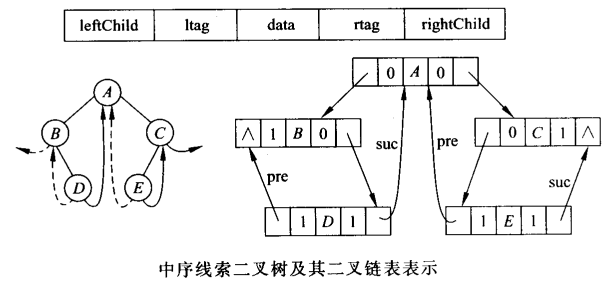 leftChild ltag data rtag rightChild
0 A 0
A
B C
∧ 1 B 0
suc pre
0 C 1 ∧
pre suc
D E
1 D 1
1 E 1
中序线索二叉树及其二叉链表表示